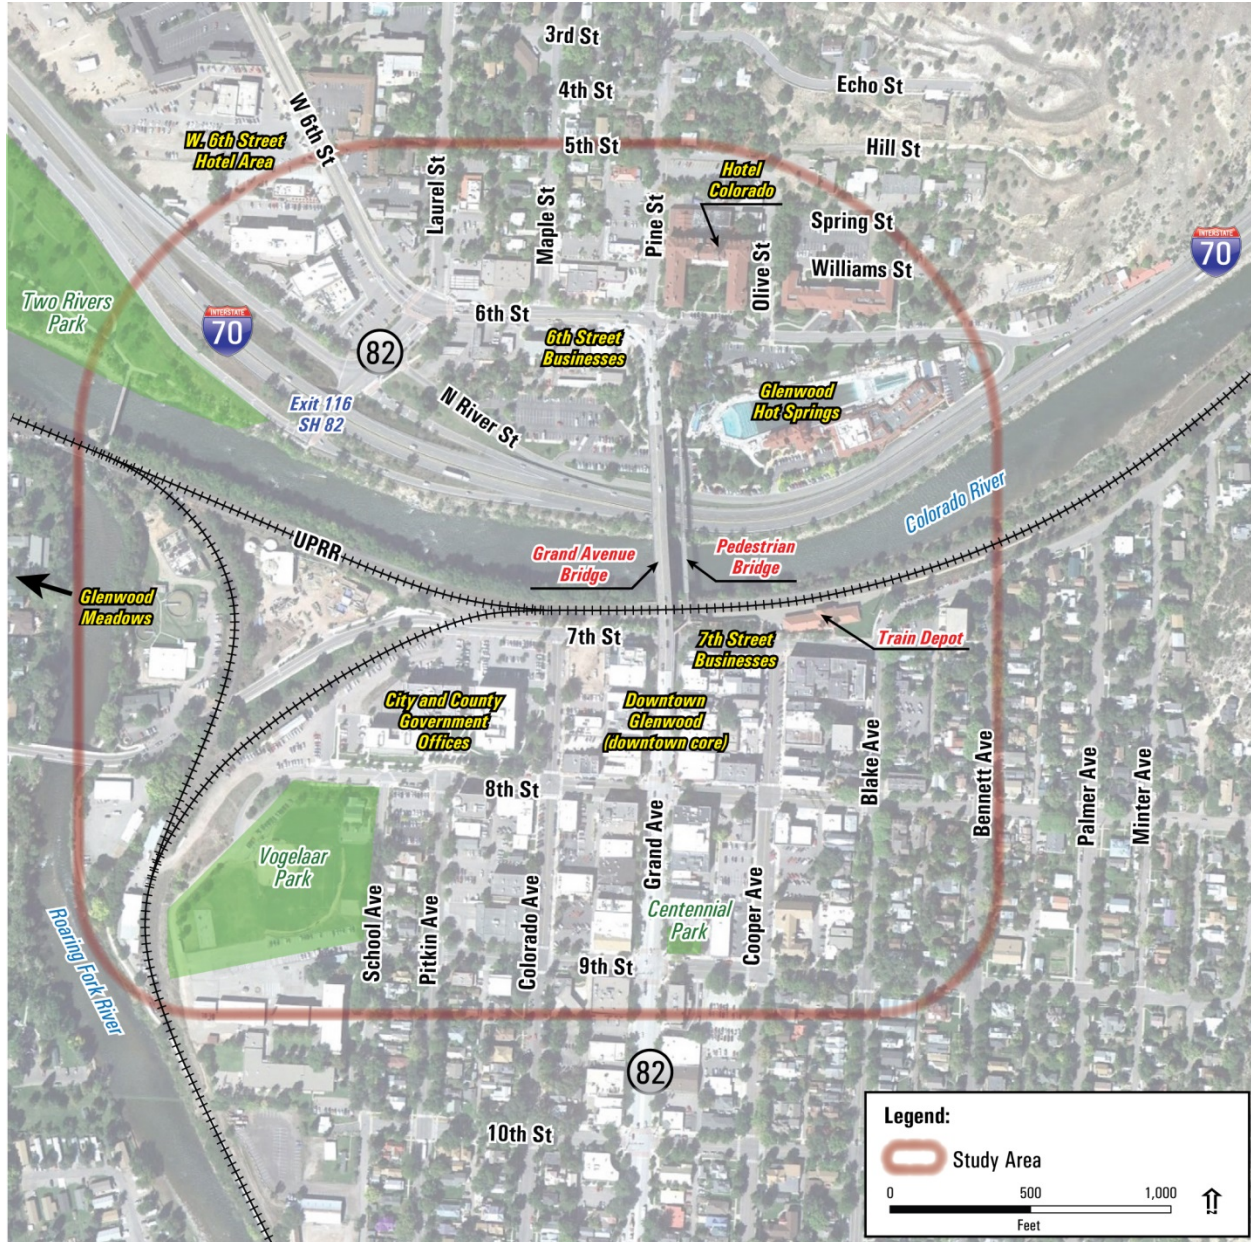 3rd St
Echo St
4th St
W 6th St
W. 6th Street
Hotel Area
5th St
Hill St
Hotel
Colorado
Laurel St
Maple St
Pine St
Olive St
Spring St
Williams St
INTERSTATE
70
Two Rivers
Park
INTERSTATE
70
6th St
82
6th Street
Businesses
Glenwood
Hot Springs
Exit 116
SH 82
N River St
Colorado River
UPRR
Grand Avenue
Bridge
Pedestrian
Bridge
Glenwood
Meadows
7th St
7th Street
Businesses
Train Depot
City and County
Government
Offices
Downtown
Glenwood
(downtown core)
8th St
Blake Ave
Bennett Ave
Palmer Ave
Minter Ave
Vogelaar
Park
Grand Ave
Centennial
Park
Cooper Ave
School Ave
Pitkin Ave
Colorado Ave
9th St
Roaring Fork River
82
10th St
Legend:
Study Area
0 500 1,000
Feet